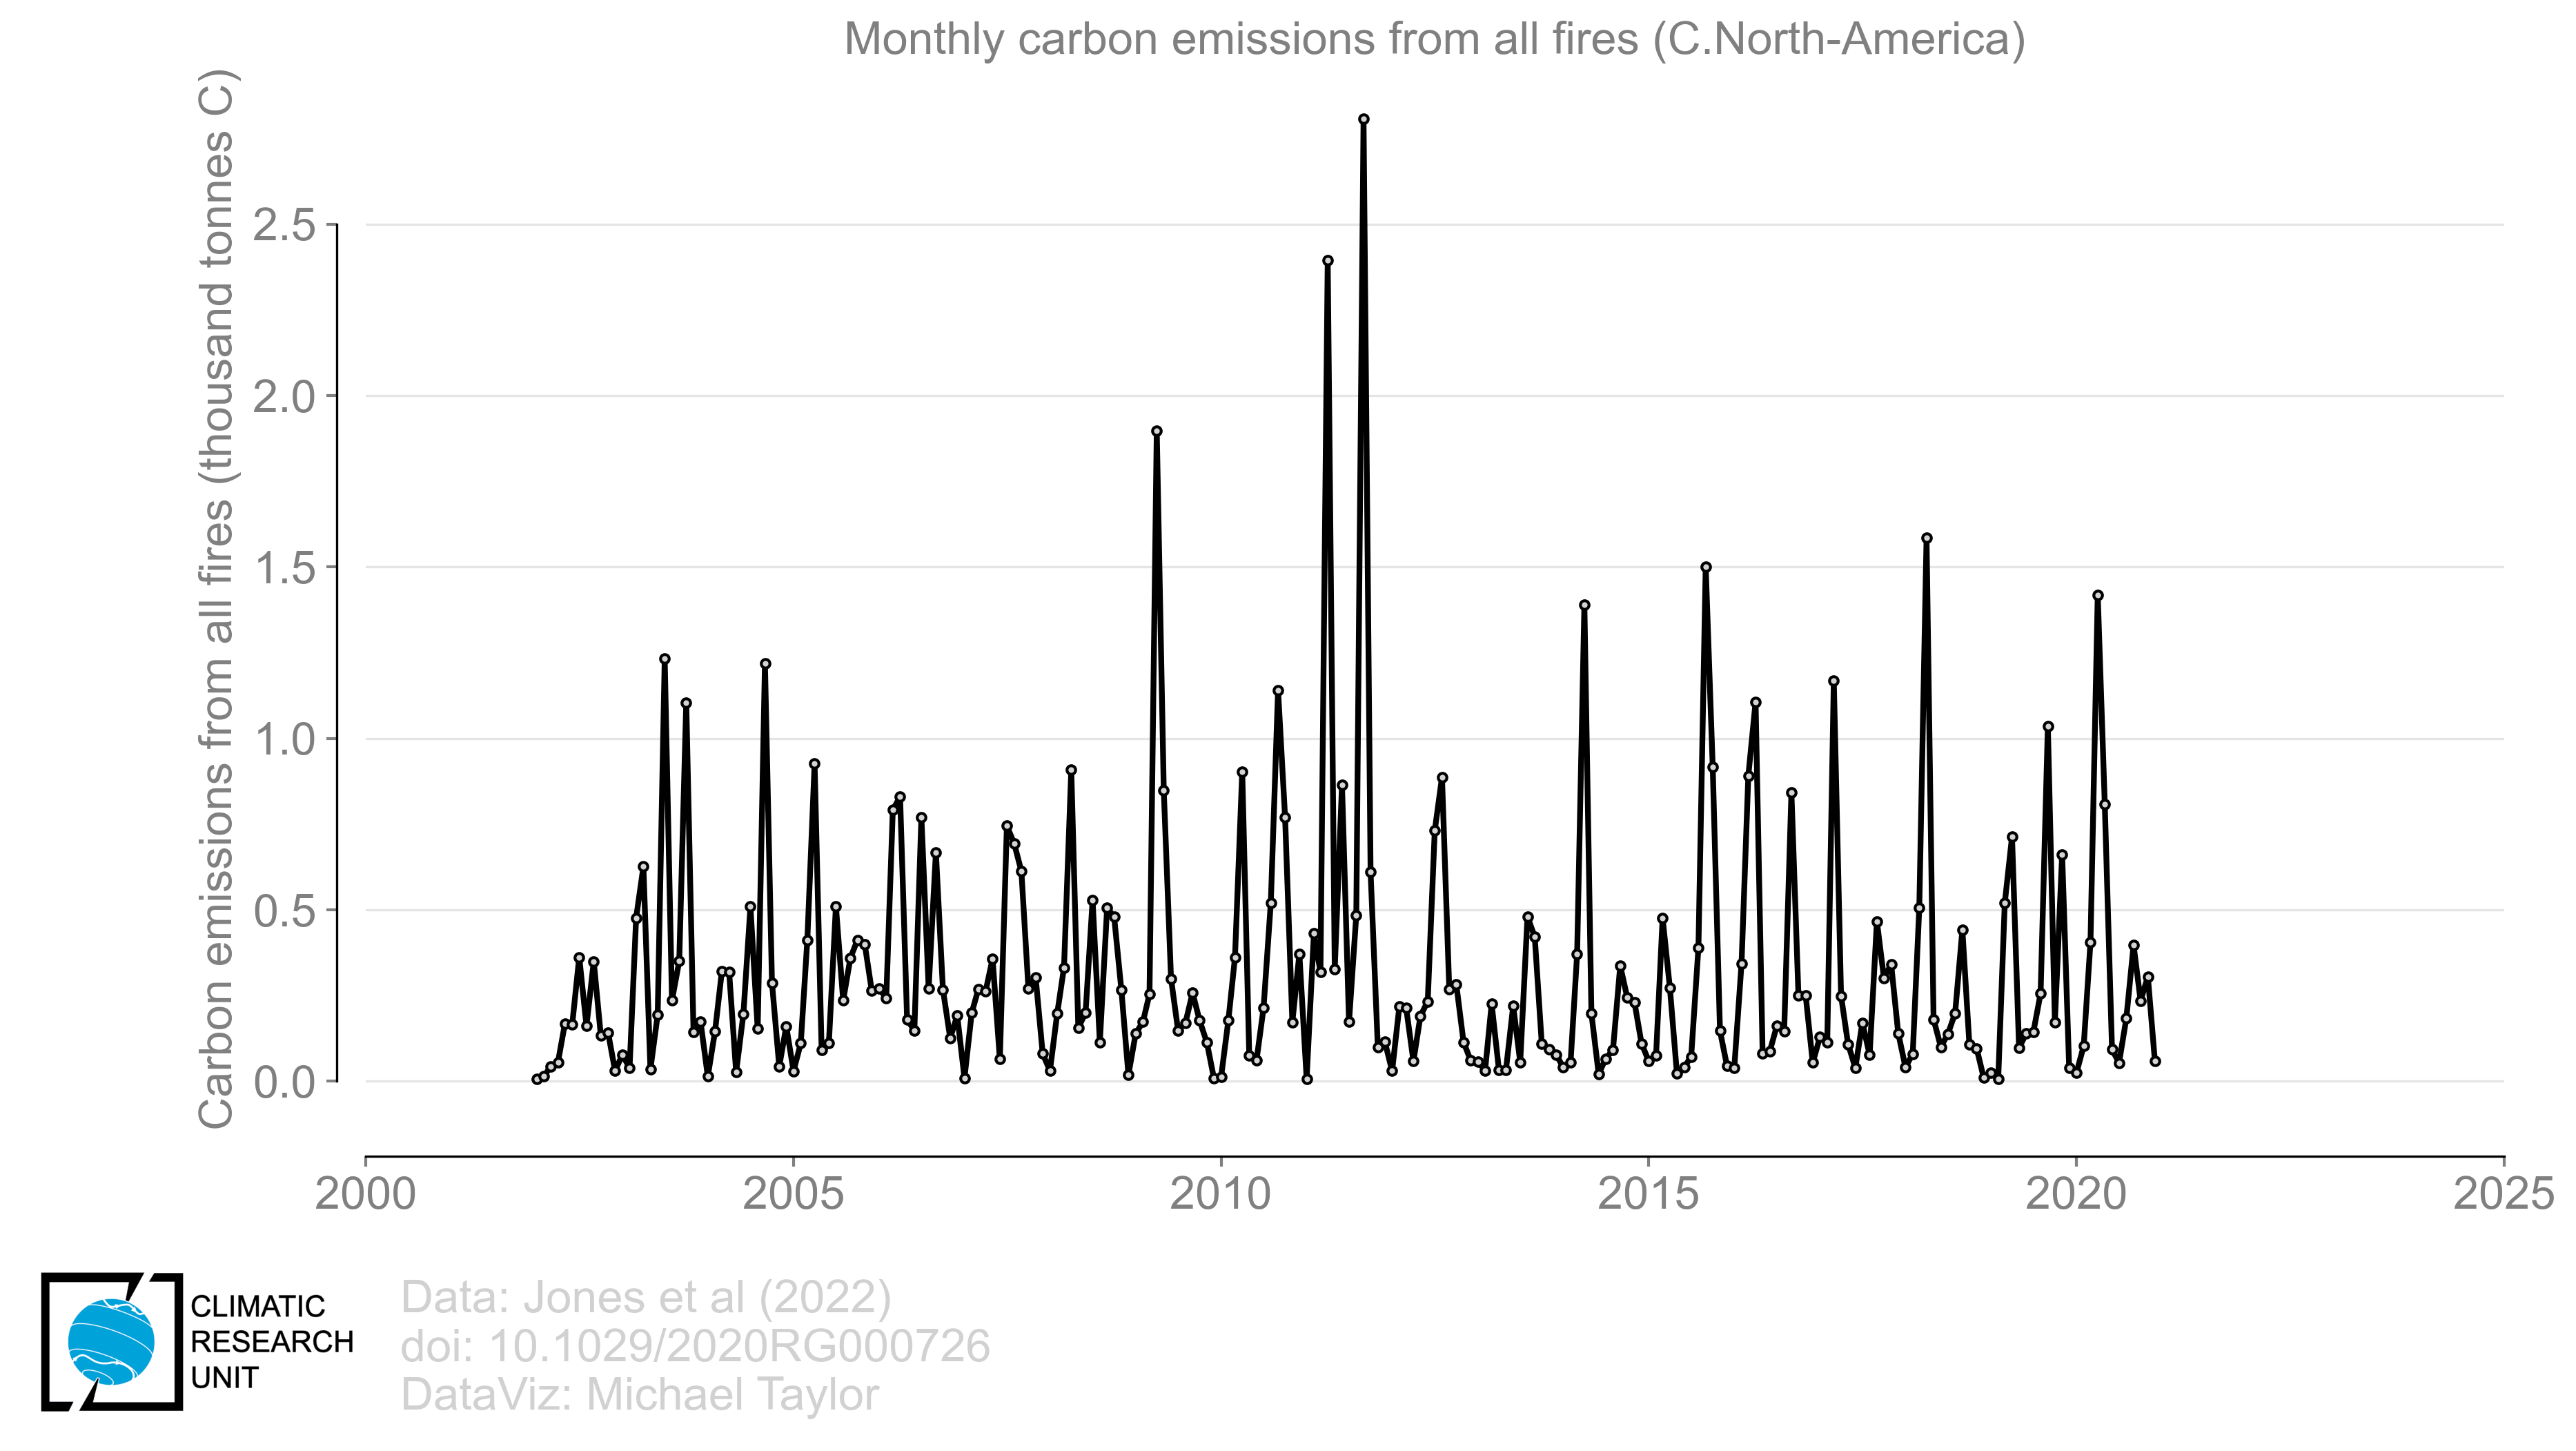 Monthly carbon emissions from all fires (C.North-America)
Carbon emissions from all fires (thousand tonnes C)
2.5
2.0
1.5
1.0
0.5
0.0
2000 2005 2010 2015 2020 2025
CLIMATIC
RESEARCH
UNIT
Data: Jones et al (2022)
doi: 10.1029/2020RG000726
DataViz: Michael Taylor